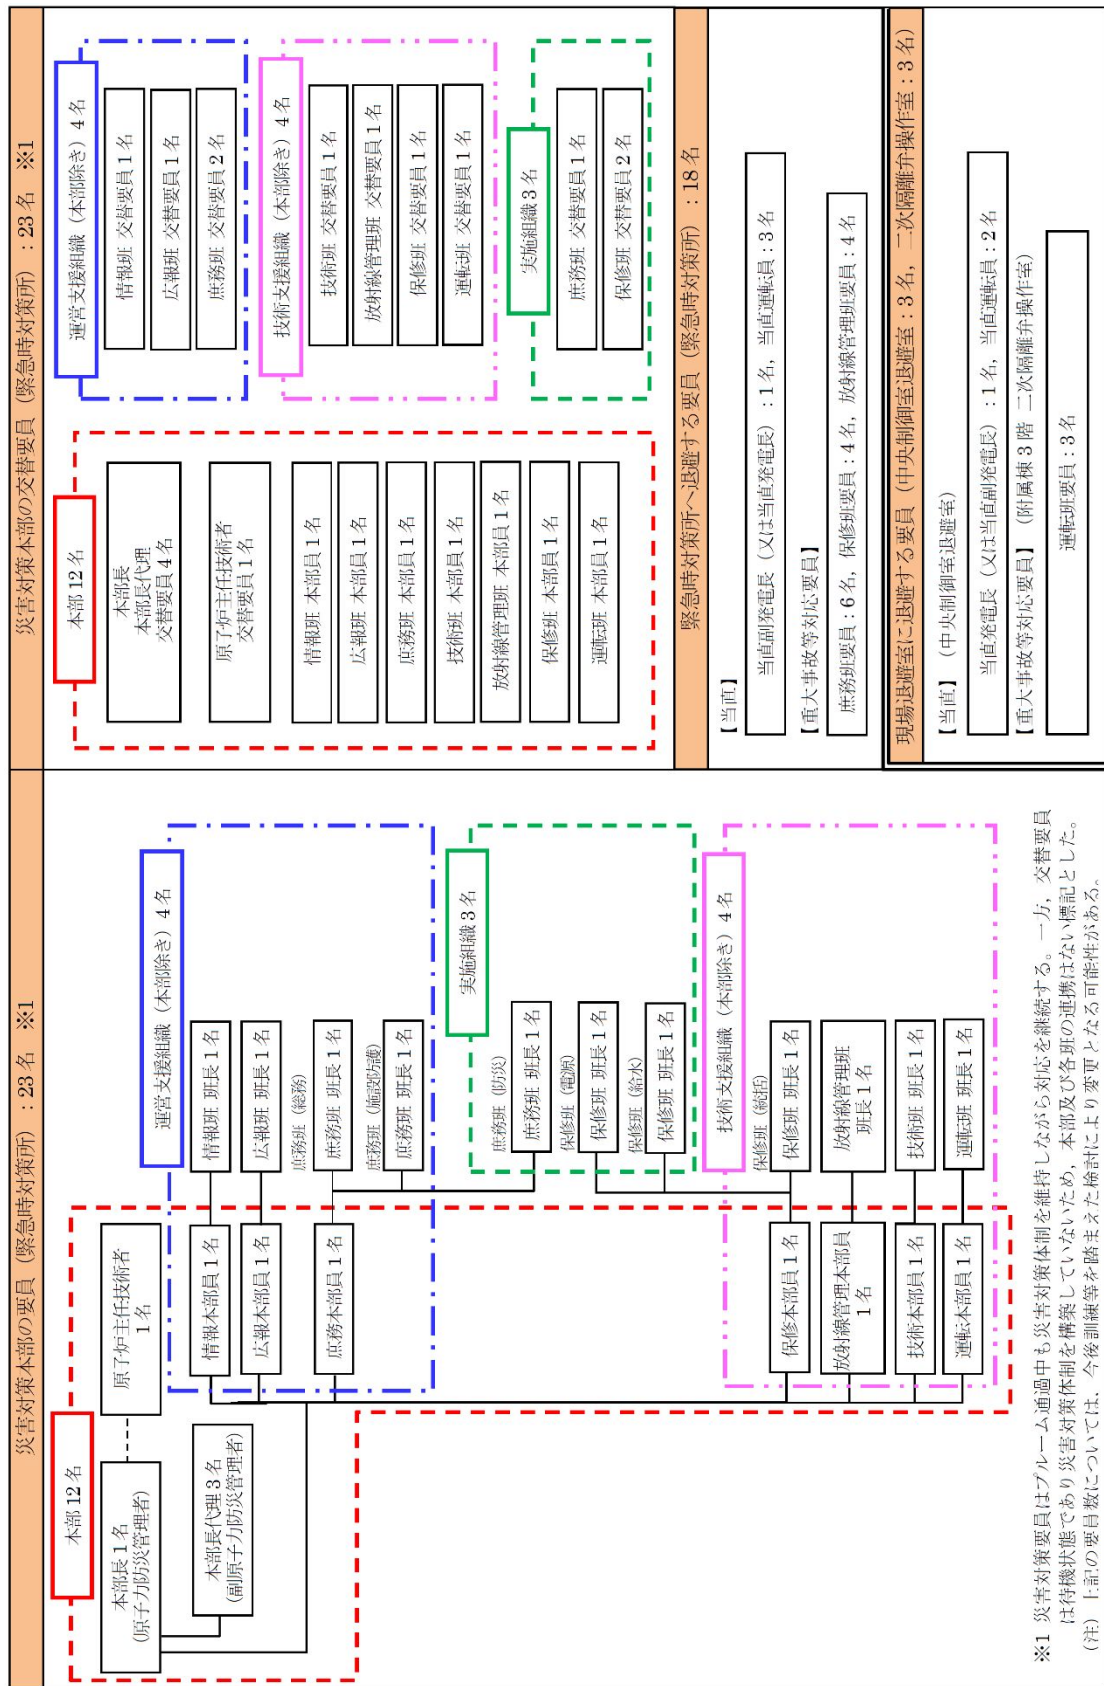 災害対策本部の要員（緊急時対策所）：23名　※1
本部12名
本部長1名
(原子力防災管理者)
原子炉主任技術者
1名
本部長代理3名
(副原子力防災管理者)
運営支援組織（本部除き）4名
情報本部員1名
情報班 班長1名
広報本部員1名
広報班 班長1名
庶務班（総務）
庶務本部員1名
庶務班 班長1名
庶務班（施設防護）
庶務班 班長1名
実施組織3名
庶務班（防災）
庶務班 班長1名
保修班（電源）
保修班 班長1名
保修班（給水）
保修班 班長1名
技術支援組織（本部除き）4名
保修班（統括）
保修本部員1名
保修班 班長1名
放射線管理本部員
1名
放射線管理班
班長1名
技術本部員1名
技術班 班長1名
運転本部員1名
運転班 班長1名
災害対策本部の交替要員（緊急時対策所）：23名　※1
本部12名
本部長
本部長代理
交替要員4名
原子炉主任技術者
交替要員1名
情報班 本部員1名
広報班 本部員1名
庶務班 本部員1名
技術班 本部員1名
放射線管理班 本部員1名
保修班 本部員1名
運転班 本部員1名
運営支援組織（本部除き）4名
情報班 交替要員1名
広報班 交替要員1名
庶務班 交替要員2名
技術支援組織（本部除き）4名
技術班 交替要員1名
放射線管理班 交替要員1名
保修班 交替要員1名
運転班 交替要員1名
実施組織3名
庶務班 交替要員1名
保修班 交替要員2名
緊急時対策所へ退避する要員（緊急時対策所）：18名
【当直】
当直副発電長（又は当直発電長）：1名，当直運転員：3名
【重大事故等対応要員】
庶務班要員：6名，保修班要員：4名，放射線管理班要員：4名
現場退避室に退避する要員（中央制御室退避室：3名，二次隔離弁操作室：3名）
【当直】（中央制御室退避室）
当直発電長（又は当直副発電長）：1名，当直運転員：2名
【重大事故等対応要員】（附属棟3階 二次隔離弁操作室）
運転班要員：3名
※1 災害対策要員はプルーム通過中も災害対策体制を維持しながら対応を継続する。一方，交替要員
は待機状態であり災害対策体制を構築していないため，本部及び各班の連携はない標記とした。
（注）上記の要員数については，今後訓練等を踏まえた検討により変更となる可能性がある。